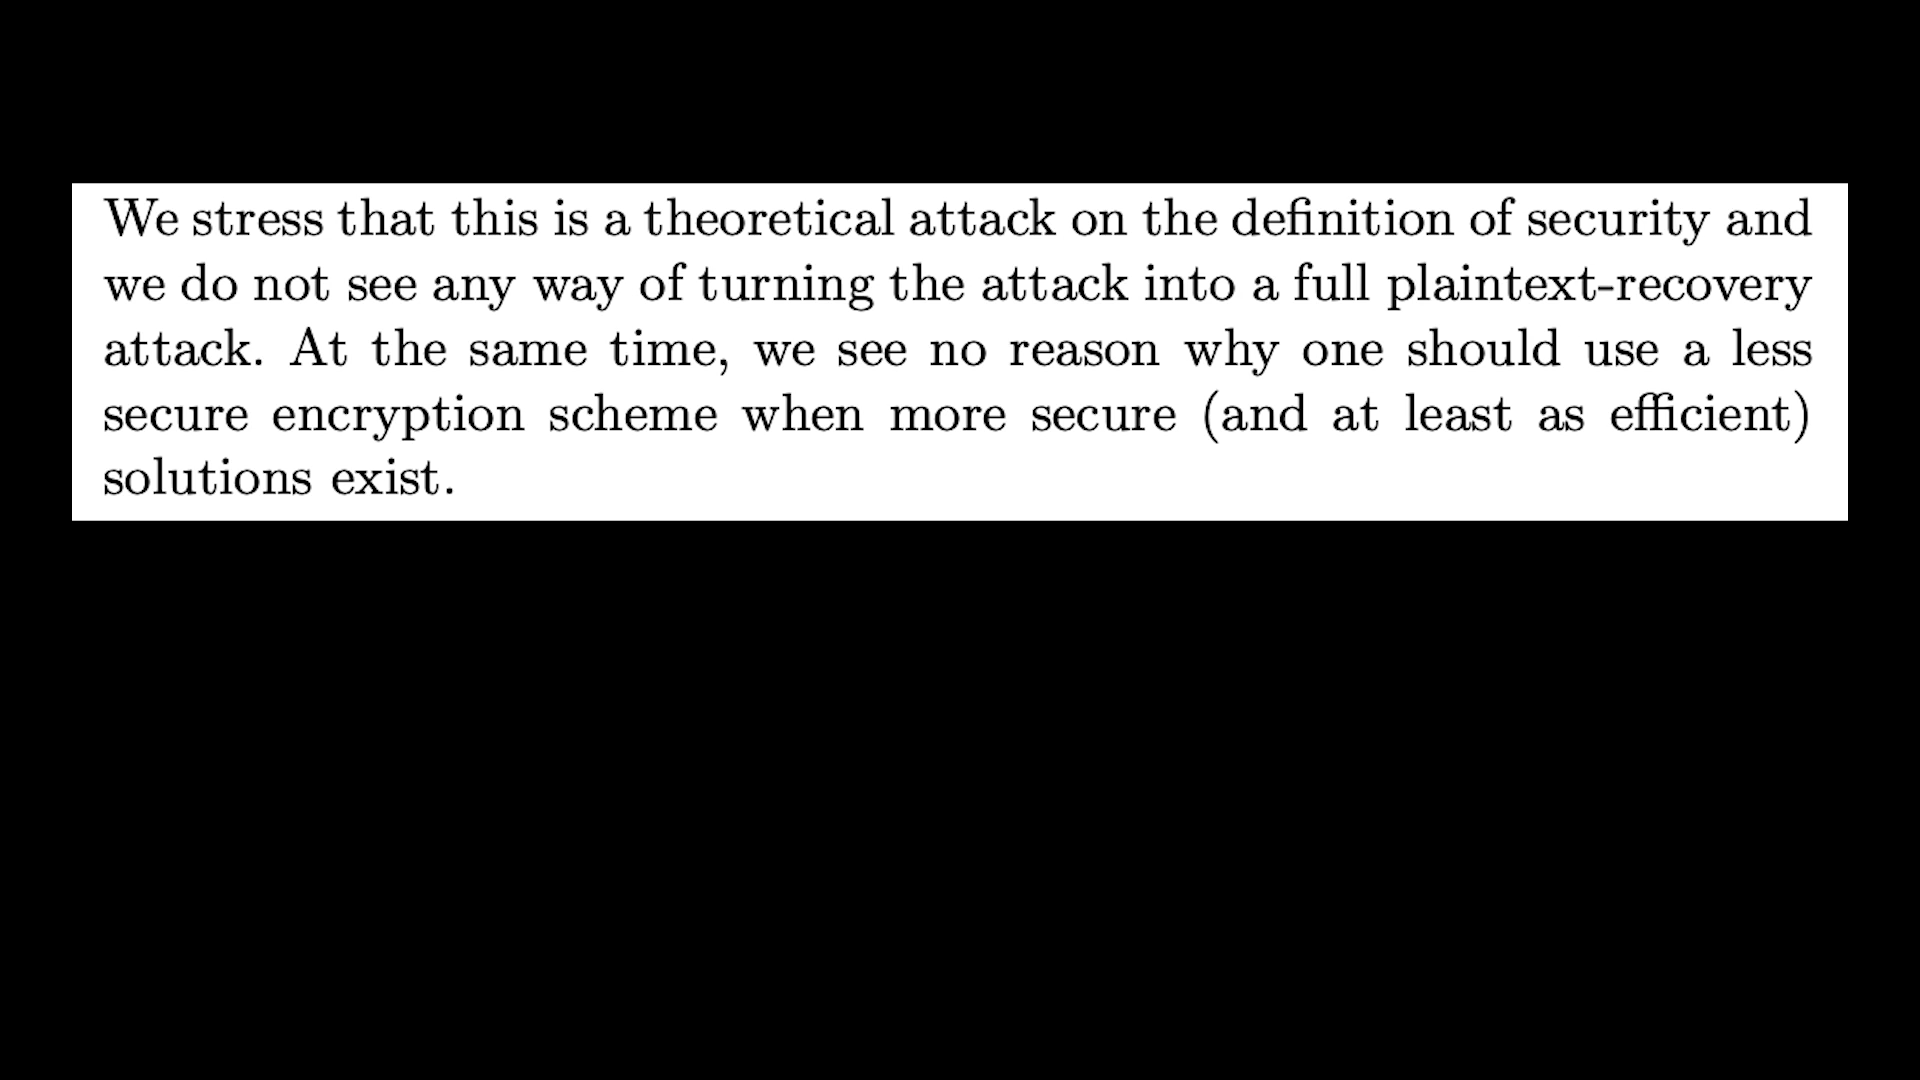 We stress that this is a theoretical attack on the definition of security and
we do not see any way of turning the attack into a full plaintext-recovery
attack. At the same time, we see no reason why one should use a less
secure encryption scheme when more secure (and at least as efficient)
solutions exist.